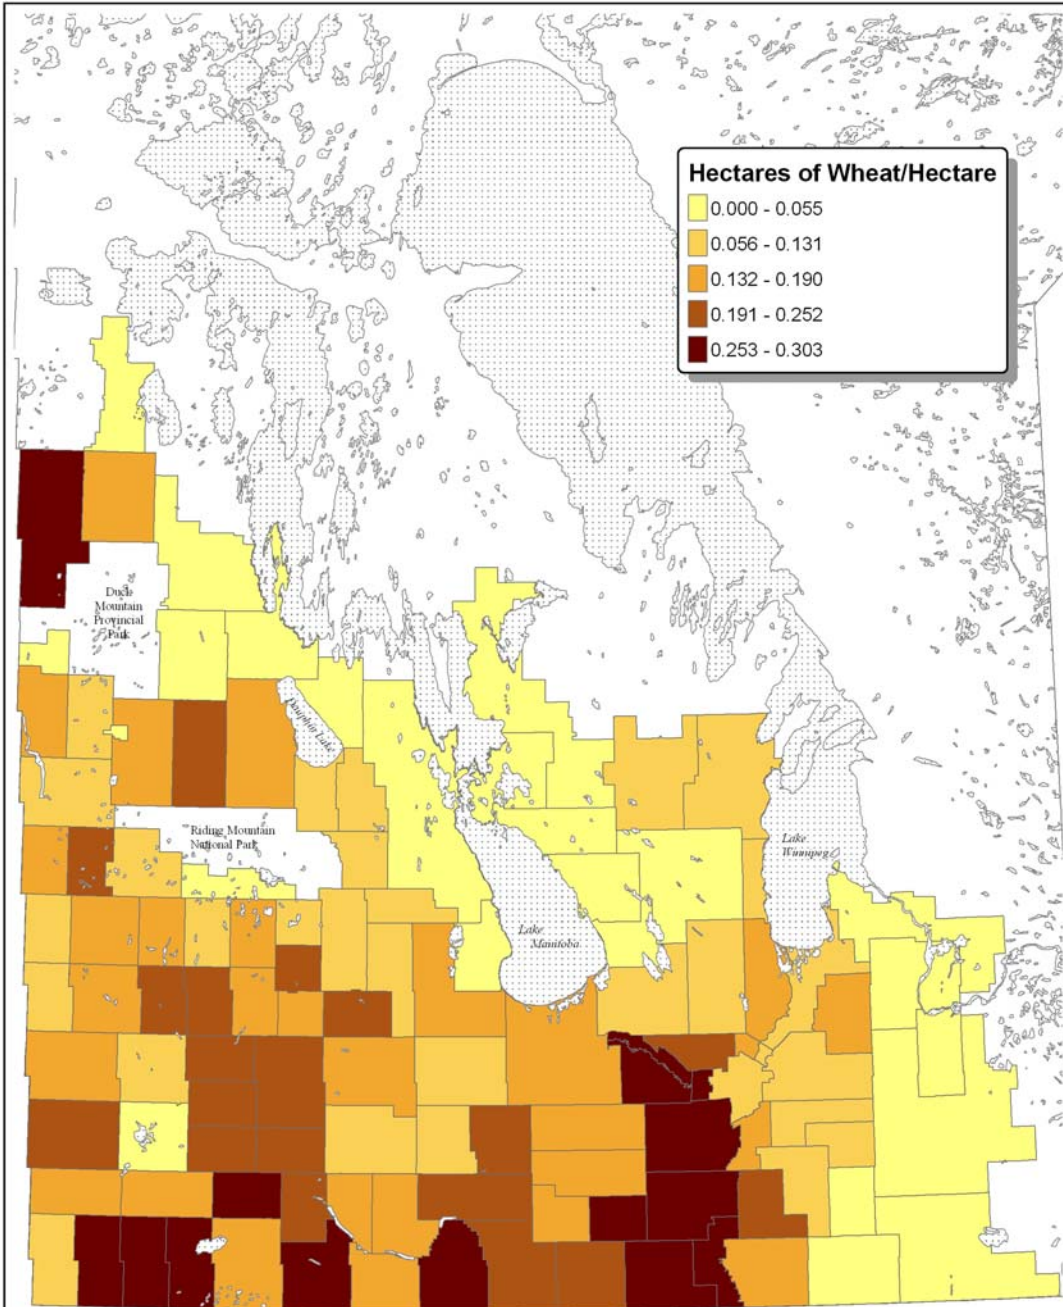 Hectares of Wheat/Hectare
0.000 - 0.055
0.056 - 0.131
0.132 - 0.190
0.191 - 0.252
0.253 - 0.303
Duck
Mountain
Provincial
Park
Dauphin Lake
Riding Mountain
National Park
Lake
Winnipeg
Lake
Manitoba